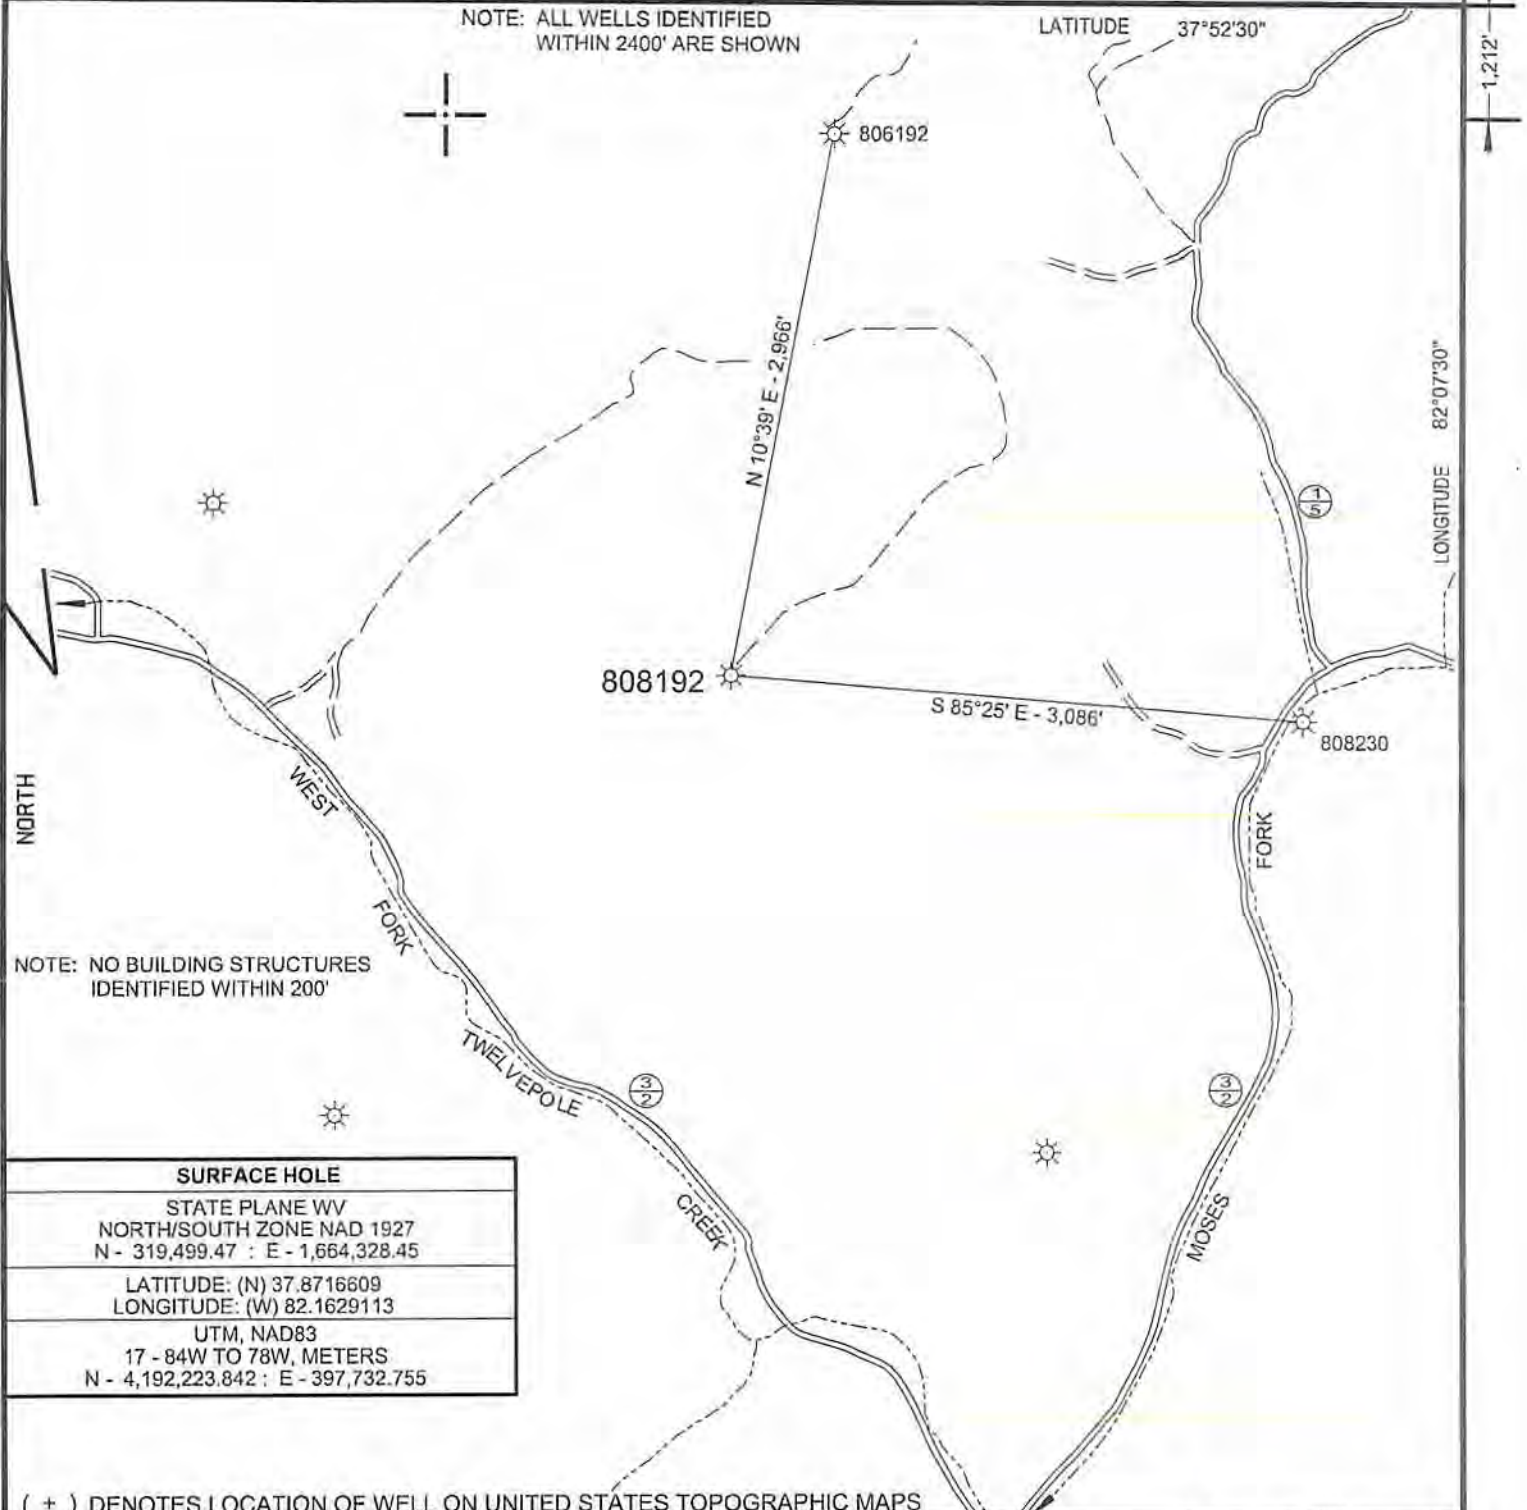 NOTE: ALL WELLS IDENTIFIED
WITHIN 2400' ARE SHOWN
LATITUDE 37°52'30"
1,212'
806192
N 10°39' E - 2,966'
LONGITUDE 82°07'30"
1
5
808192
S 85°25' E - 3,086'
808230
NORTH
WEST
FORK
FORK
NOTE: NO BUILDING STRUCTURES
IDENTIFIED WITHIN 200'
TWELVEPOLE
3
2
3
2
CREEK
MOSES
SURFACE HOLE
STATE PLANE WV
NORTH/SOUTH ZONE NAD 1927
N - 319,499.47 : E - 1,664,328.45
LATITUDE: (N) 37.8716609
LONGITUDE: (W) 82.1629113
UTM, NAD83
17 - 84W TO 78W, METERS
N - 4,192,223.842 : E - 397,732.755
( + ) DENOTES LOCATION OF WELL ON UNITED STATES TOPOGRAPHIC MAPS